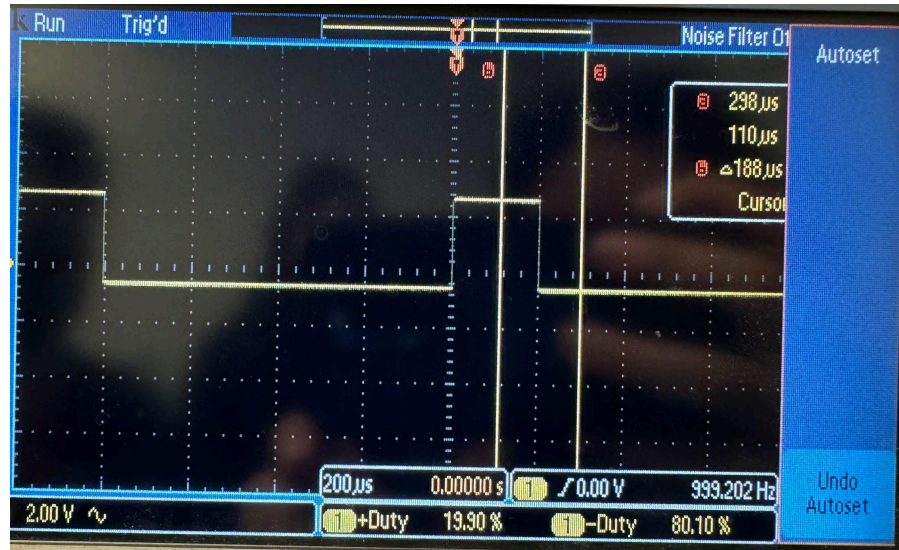 k Run Trig'd Noise Filter Of
Autoset
B a
a 298µs
110µs
B △188µs
Cursor
200µs 0.00000 s 1 ∫ 0.00 V 999.202 Hz
Undo
Autoset
2.00 V ∿ 1 +Duty 19.90 % 1 −Duty 80.10 %